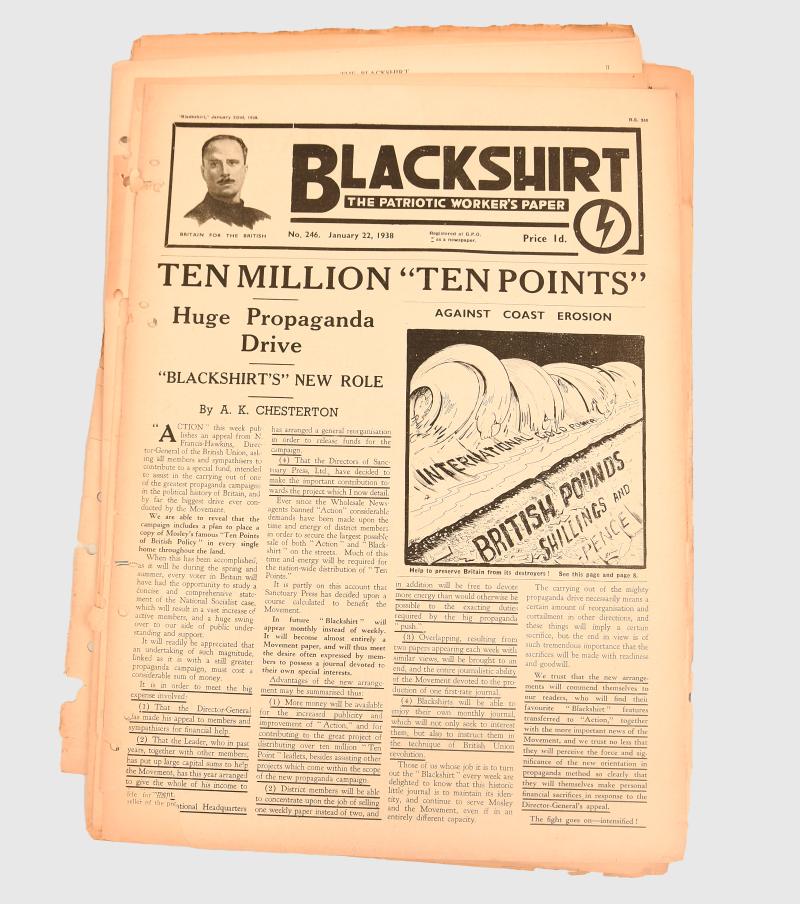 THE BLACKSHIRT
11
"Blackshirt," January 22nd, 1938.
BLACKSHIRT
THE PATRIOTIC WORKER'S PAPER
BRITAIN FOR THE BRITISH
No. 246. January 22, 1938
Registered at G.P.O.
as a newspaper.
Price 1d.
TEN MILLION "TEN POINTS"
Huge Propaganda
Drive
"BLACKSHIRT'S" NEW ROLE
By A. K. CHESTERTON
"ACTION" this week pub
lishes an appeal from N.
Francis-Hawkins, Direc-
tor-General of the British Union, ask-
ing all members and sympathisers to
contribute to a special fund, intended
to assist in the carrying out of one
of the greatest propaganda campaigns
in the political history of Britain, and
by far the biggest drive ever con-
ducted by the Movement.
We are able to reveal that the
campaign includes a plan to place a
copy of Mosley's famous "Ten Points
of British Policy" in every single
home throughout the land.
When this has been accomplished,
as it will be during the spring and
summer, every voter in Britain will
have had the opportunity to study a
concise and comprehensive state-
ment of the National Socialist case,
which will result in a vast increase of
active members, and a huge swing
over to our side of public under-
standing and support.
It will readily be appreciated that
an undertaking of such magnitude,
linked as it is with a still greater
propaganda campaign, must cost a
considerable sum of money.
It is in order to meet the big
expense involved:
(1) That the Director-General
has made his appeal to members and
sympathisers for financial help.
(2) That the Leader, who in past
years, together with other members,
has put up large capital sums to help
the Movement, has this year arranged
to give the whole of his income to
ational Headquarters
has arranged a general reorganisation
in order to release funds for the
campaign.
(4) That the Directors of Sanc-
tuary Press, Ltd., have decided to
make the important contribution to-
wards the project which I now detail.
Ever since the Wholesale News-
agents banned "Action" considerable
demands have been made upon the
time and energy of district members
in order to secure the largest possible
sale of both "Action" and "Black-
shirt" on the streets. Much of this
time and energy will be required for
the nation-wide distribution of "Ten
Points."
It is partly on this account that
Sanctuary Press has decided upon a
course calculated to benefit the
Movement.
In future "Blackshirt" will
appear monthly instead of weekly.
It will become almost entirely a
Movement paper, and will thus meet
the desire often expressed by mem-
bers to possess a journal devoted to
their own special interests.
Advantages of the new arrange-
ment may be summarised thus:
(1) More money will be available
for the increased publicity and
improvement of "Action," and for
contributing to the great project of
distributing over ten million "Ten
Point" leaflets, besides assisting other
projects which come within the scope
of the new propaganda campaign.
(2) District members will be able
to concentrate upon the job of selling
one weekly paper instead of two, and
AGAINST COAST EROSION
INTERNATIONAL GOLD POWER
BRITISH POUNDS
SHILLINGS AND
PENCE
Help to preserve Britain from its destroyers! See this page and page 8.
in addition will be free to devote
more energy than would otherwise be
possible to the exacting duties
required by the big propaganda
"push."
(3) Overlapping, resulting from
two papers appearing each week with
similar views, will be brought to an
end, and the entire journalistic ability
of the Movement devoted to the pro-
duction of one first-rate journal.
(4) Blackshirts will be able to
enjoy their own monthly journal,
which will not only seek to interest
them, but also to instruct them in
the technique of British Union
revolution.
Those of us whose job it is to turn
out the "Blackshirt" every week are
delighted to know that this historic
little journal is to maintain its iden-
tity, and continue to serve Mosley
and the Movement, even if in an
entirely different capacity.
The carrying out of the mighty
propaganda drive necessarily means a
certain amount of reorganisation and
curtailment in other directions, and
these things will imply a certain
sacrifice, but the end in view is of
such tremendous importance that the
sacrifices will be made with readiness
and goodwill.
We trust that the new arrange-
ments will commend themselves to
our readers, who will find their
favourite "Blackshirt" features
transferred to "Action," together
with the more important news of the
Movement, and we trust no less that
they will perceive the force and sig-
nificance of the new orientation in
propaganda method so clearly that
they will themselves make personal
financial sacrifices in response to the
Director-General's appeal.
The fight goes on—intensified!